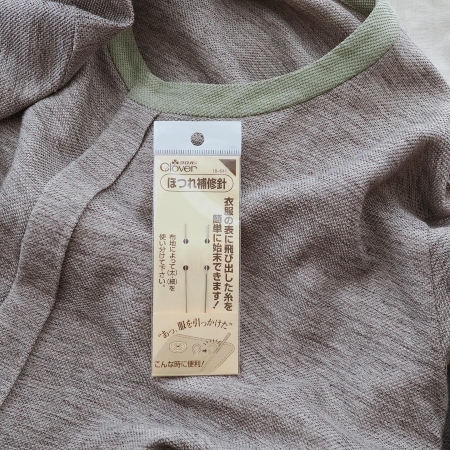 クロバー
Clover
ほつれ補修針
衣服の表に飛び出した糸を
簡単に始末できます!
布地によって(太)(細)を
使い分けて下さい。
"あっ、服を引っかけた"
こんな時に便利!